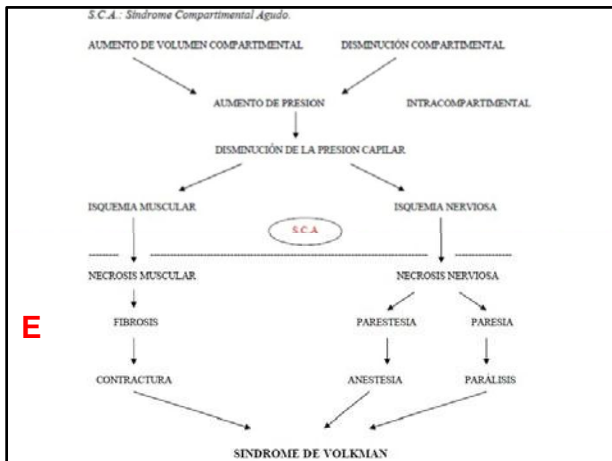 S.C.A.: Síndrome Compartimental Agudo.
AUMENTO DE VOLUMEN COMPARTIMENTAL DISMINUCIÓN COMPARTIMENTAL
AUMENTO DE PRESION INTRACOMPARTIMENTAL
DISMINUCIÓN DE LA PRESION CAPILAR
ISQUEMIA MUSCULAR ISQUEMIA NERVIOSA
S.C.A
NECROSIS MUSCULAR NECROSIS NERVIOSA
E FIBROSIS PARESTESIA PARESIA
CONTRACTURA ANESTESIA PARÁLISIS
SINDROME DE VOLKMAN